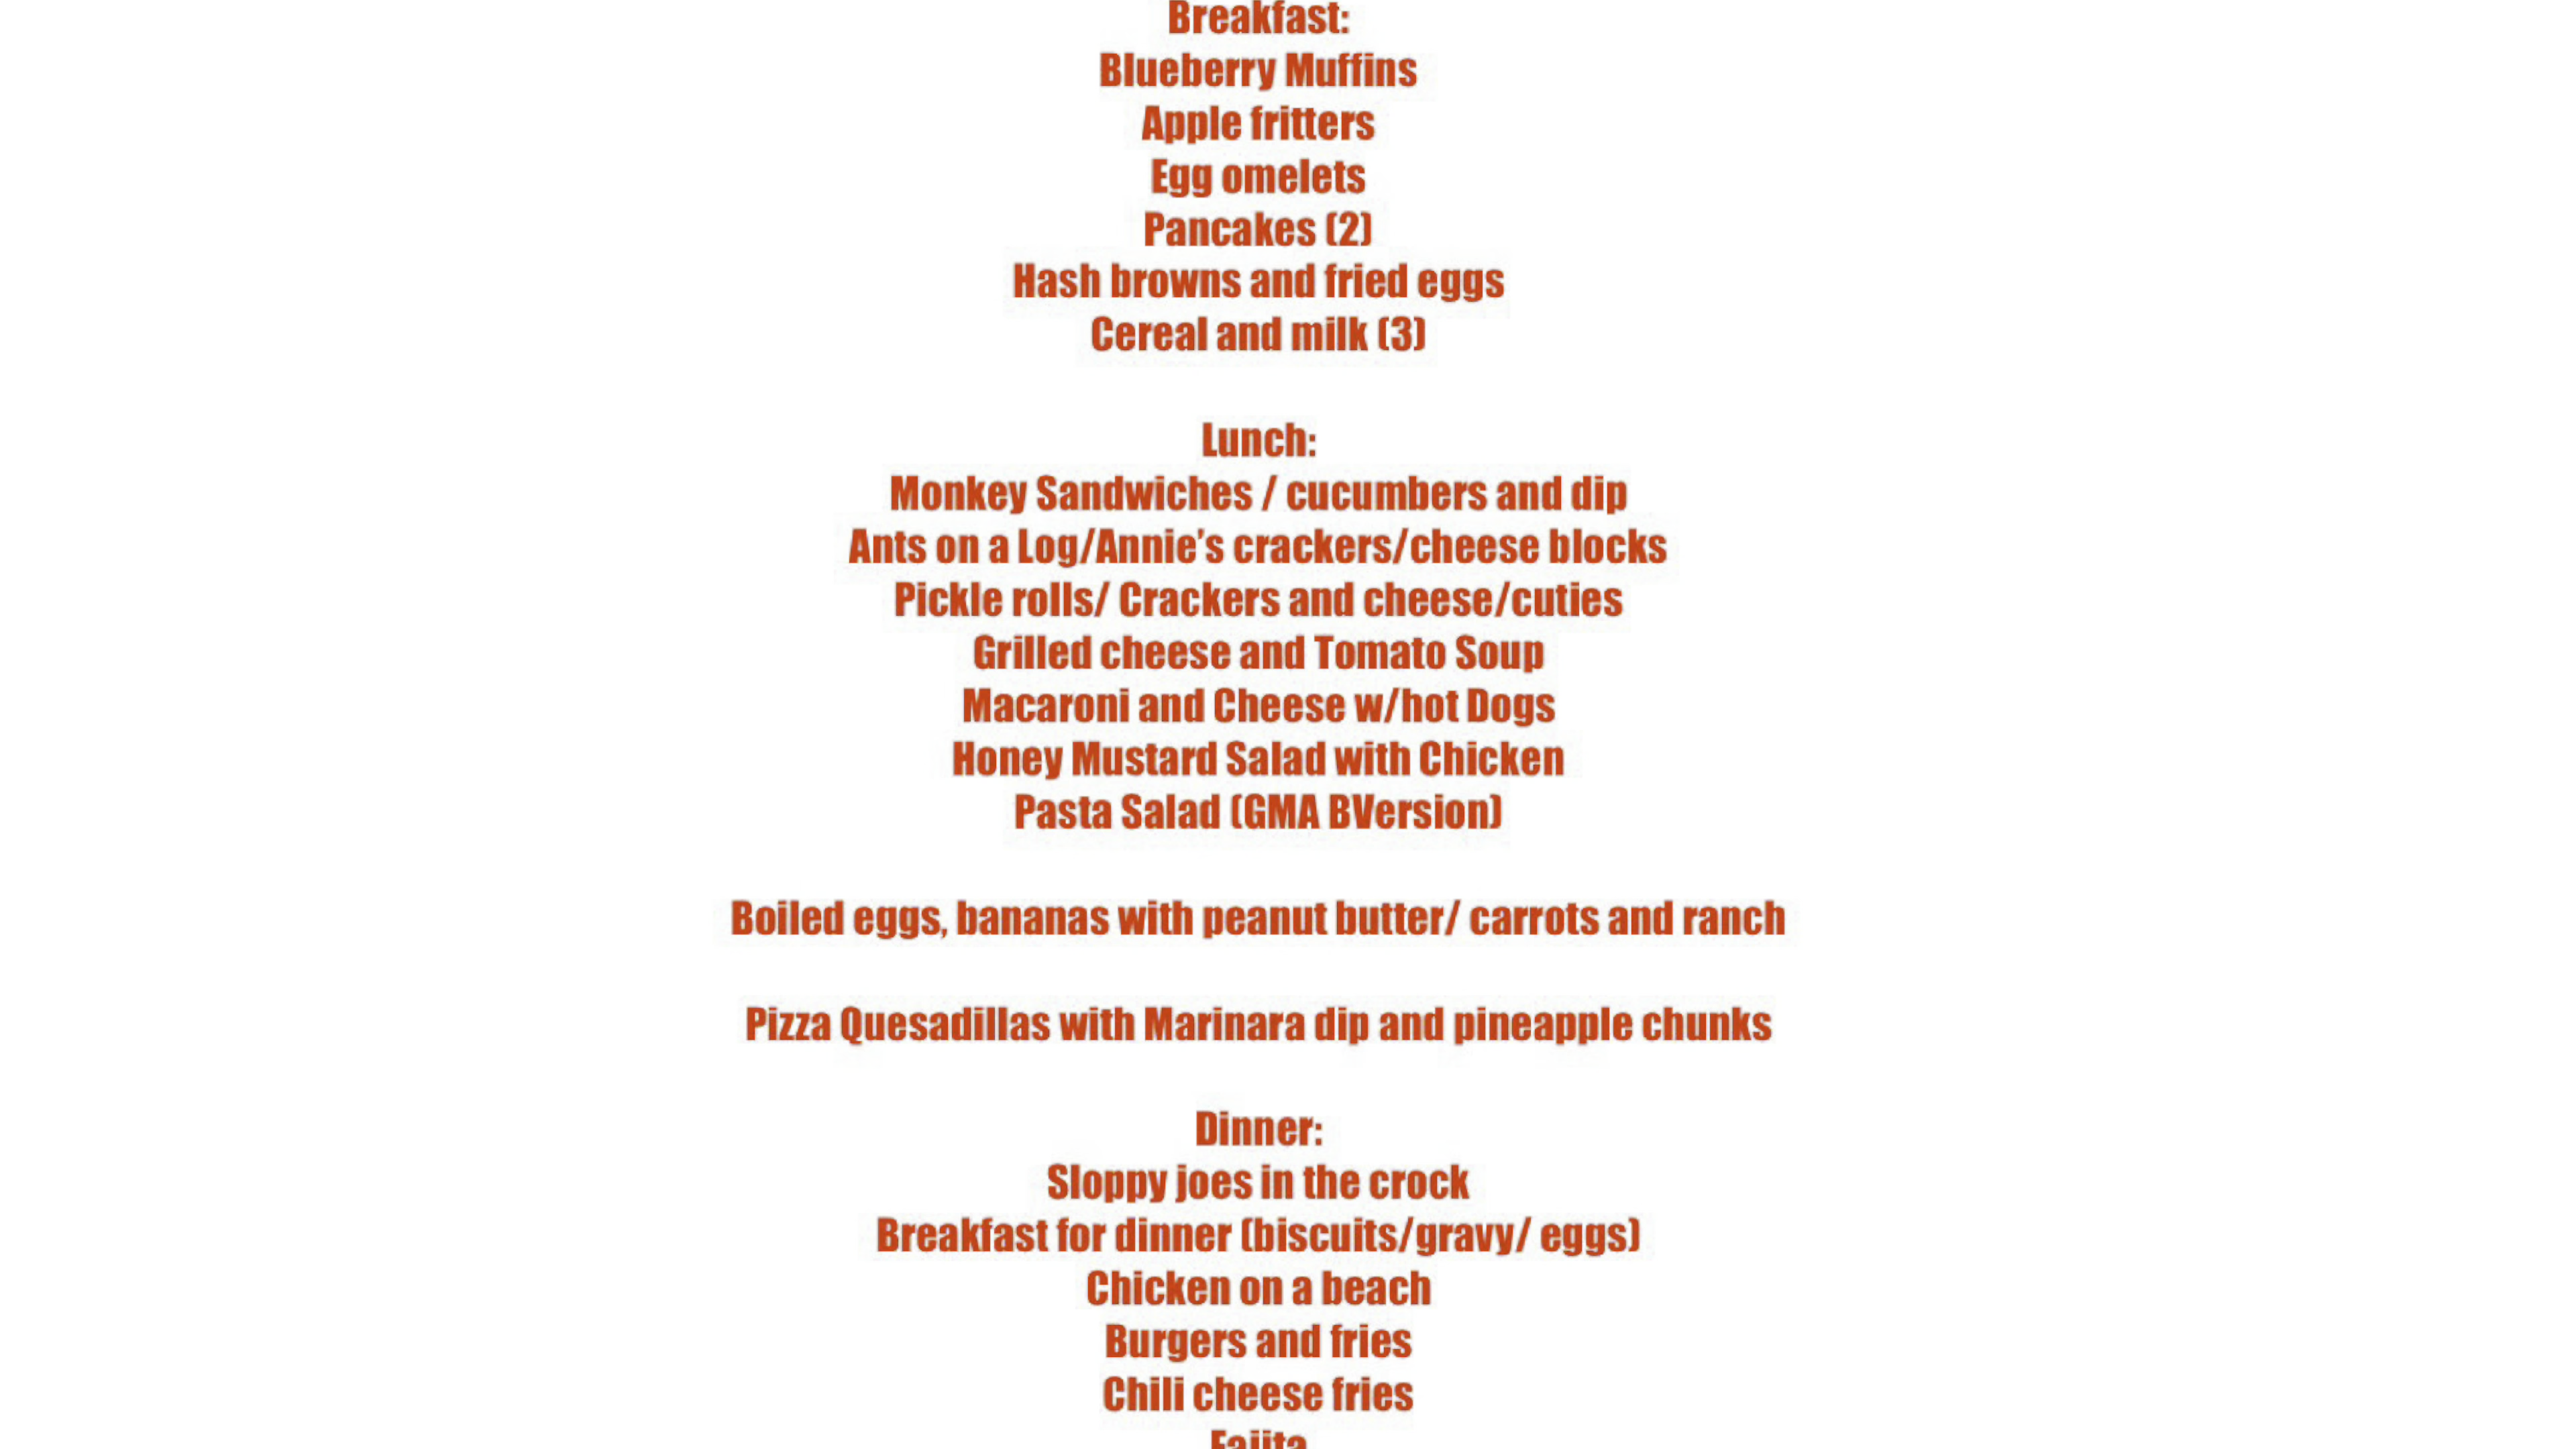 Breakfast:
Blueberry Muffins
Apple fritters
Egg omelets
Pancakes (2)
Hash browns and fried eggs
Cereal and milk (3)
Lunch:
Monkey Sandwiches / cucumbers and dip
Ants on a Log/Annie's crackers/cheese blocks
Pickle rolls/ Crackers and cheese/cuties
Grilled cheese and Tomato Soup
Macaroni and Cheese w/hot Dogs
Honey Mustard Salad with Chicken
Pasta Salad (GMA BVersion)
Boiled eggs, bananas with peanut butter/ carrots and ranch
Pizza Quesadillas with Marinara dip and pineapple chunks
Dinner:
Sloppy joes in the crock
Breakfast for dinner (biscuits/gravy/ eggs)
Chicken on a beach
Burgers and fries
Chili cheese fries
Fajita